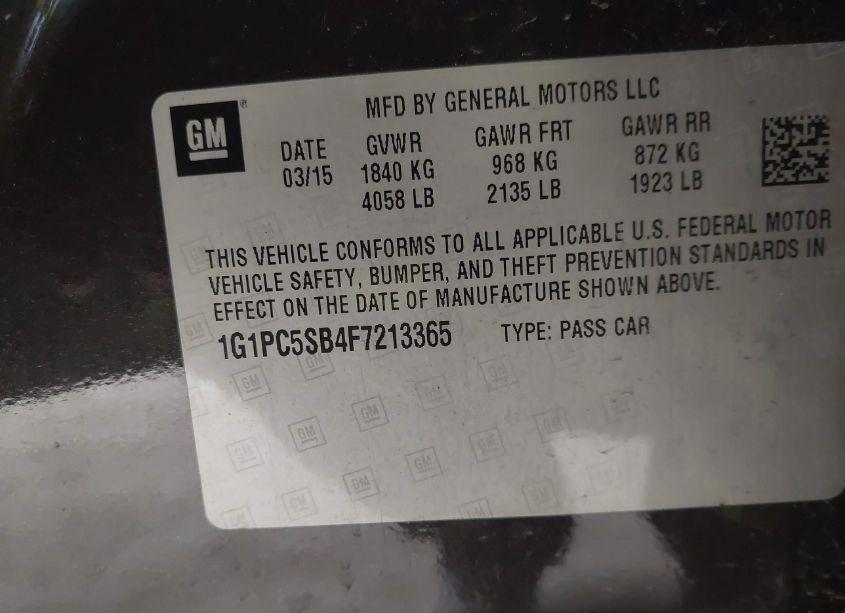 GM®
MFD BY GENERAL MOTORS LLC
DATE GVWR GAWR FRT GAWR RR
03/15 1840 KG 968 KG 872 KG
4058 LB 2135 LB 1923 LB
THIS VEHICLE CONFORMS TO ALL APPLICABLE U.S. FEDERAL MOTOR
VEHICLE SAFETY, BUMPER, AND THEFT PREVENTION STANDARDS IN
EFFECT ON THE DATE OF MANUFACTURE SHOWN ABOVE.
1G1PC5SB4F7213365 TYPE: PASS CAR